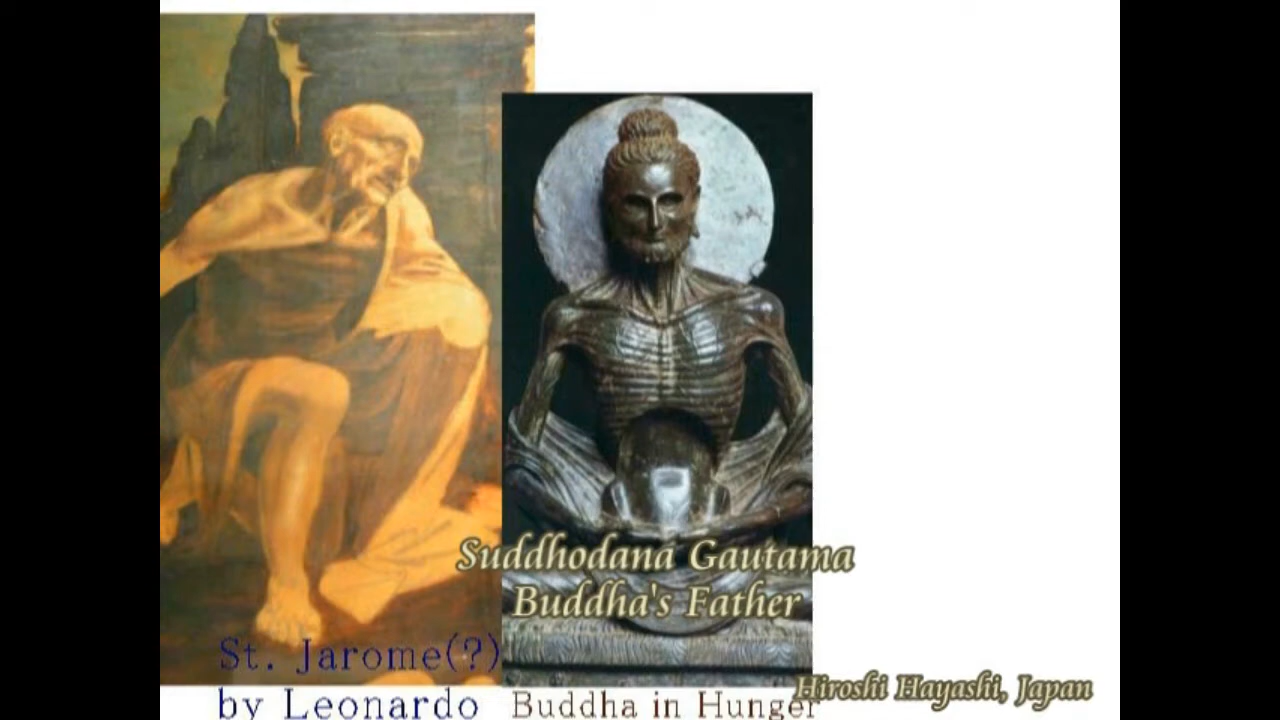 Suddhodana Gautama
Buddha's Father
St. Jarome(?)
by Leonardo
Buddha in Hunger
Hiroshi Hayashi, Japan